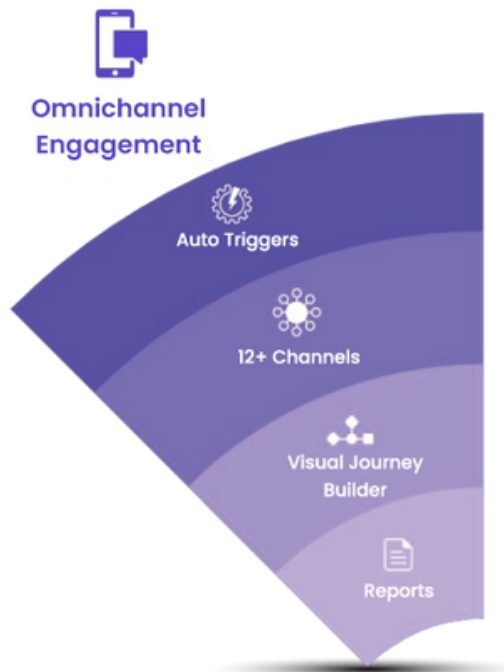 Omnichannel
Engagement
Auto Triggers
12+ Channels
Visual Journey
Builder
Reports